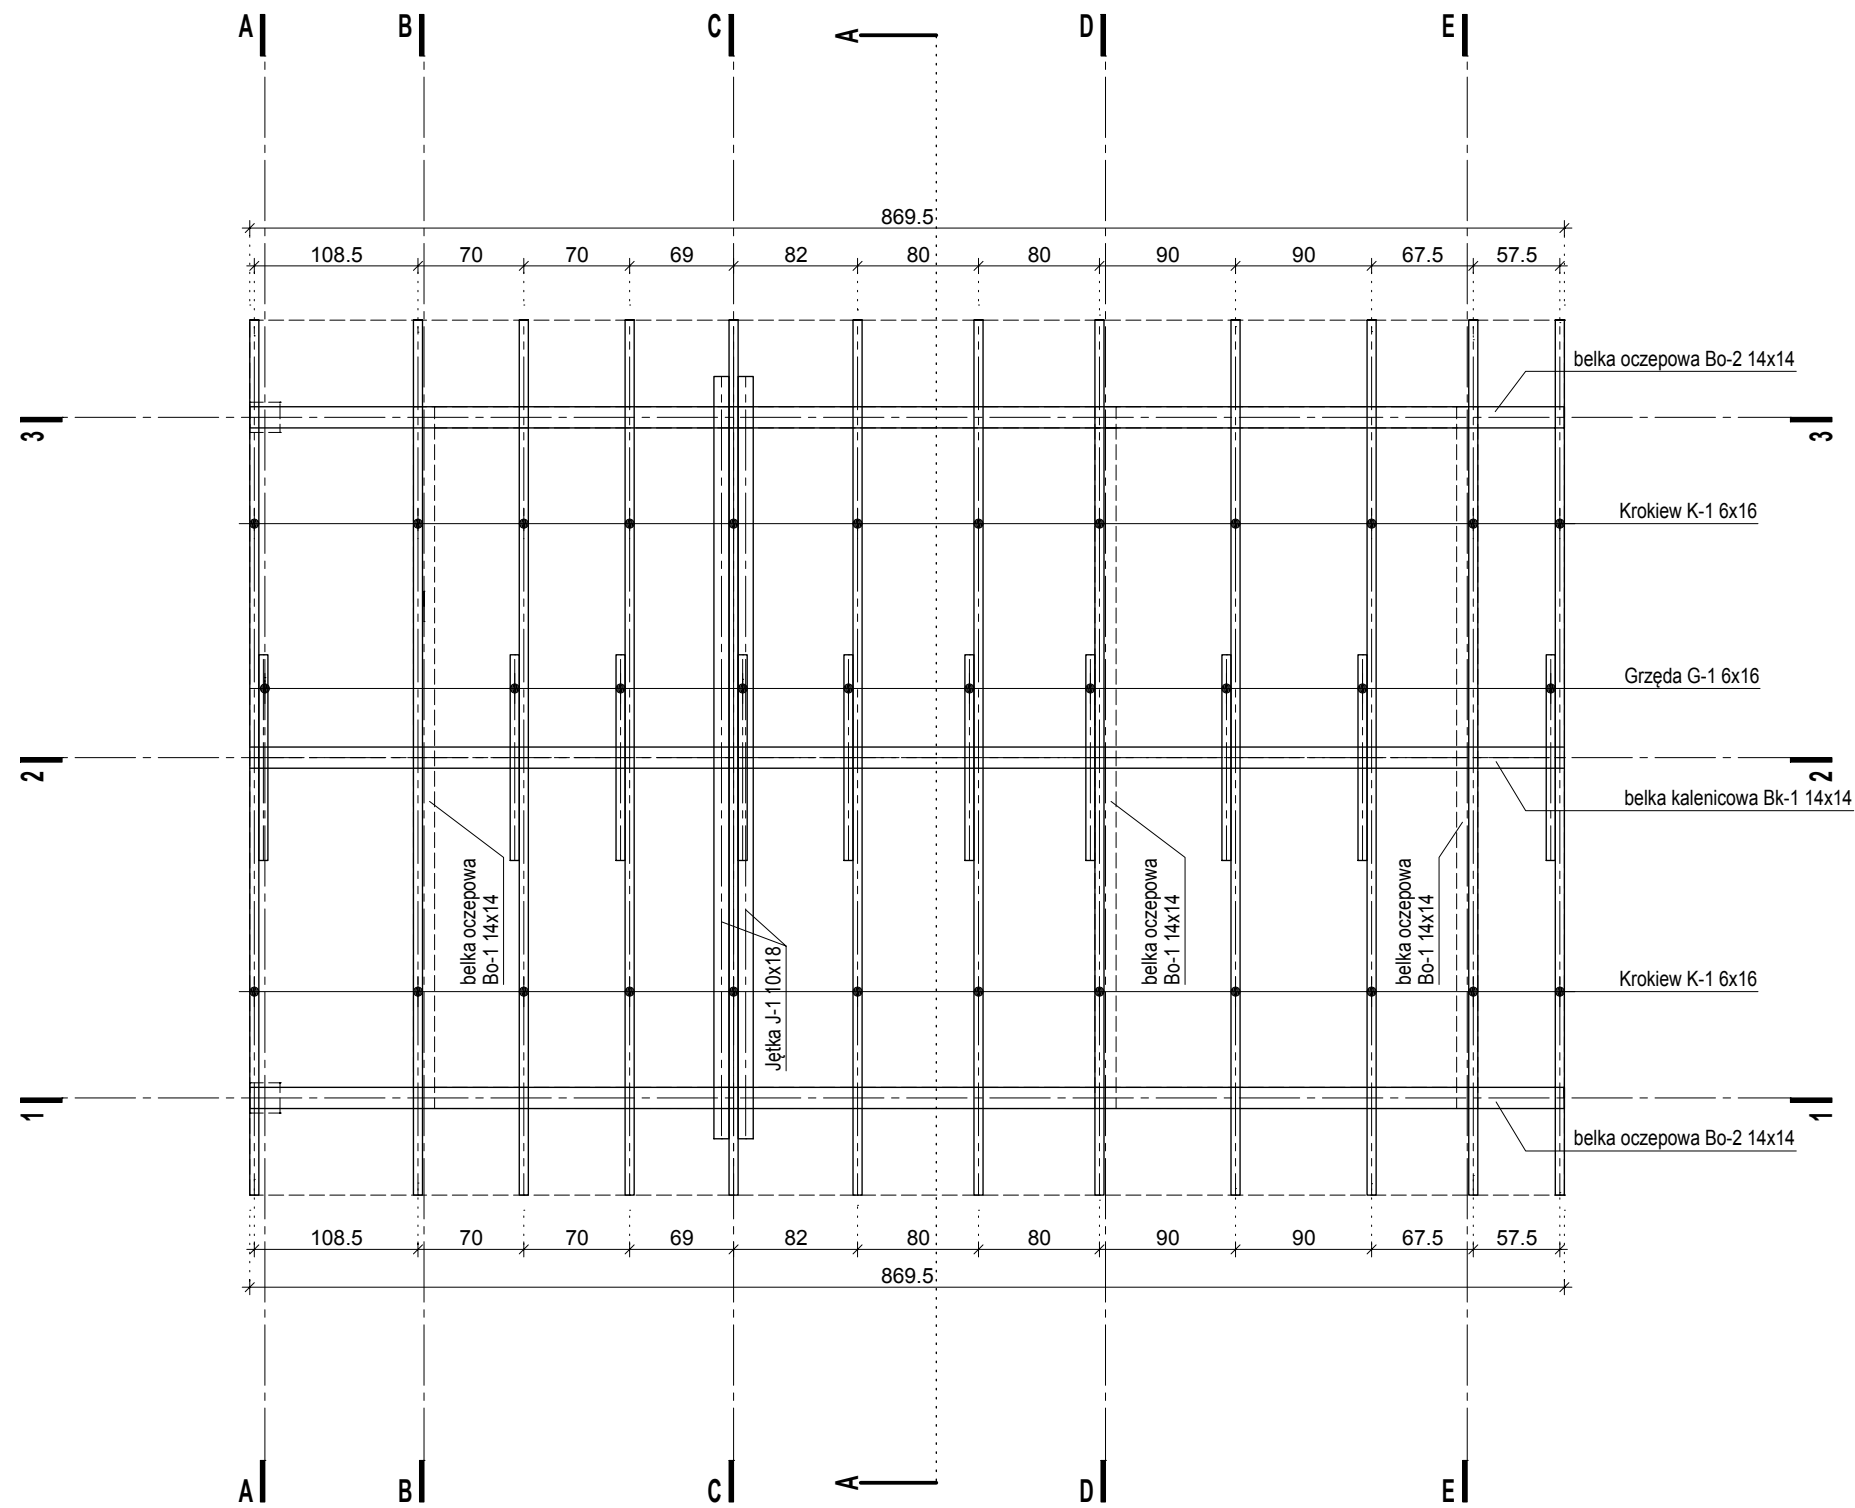 A B C A D E
869.5
108.5 70 70 69 82 80 80 90 90 67.5 57.5
belka oczepowa Bo-2 14x14
3 3
Krokiew K-1 6x16
Grzęda G-1 6x16
2 2
belka kalenicowa Bk-1 14x14
belka oczepowa
Bo-1 14x14
Jętka J-1 10x18
belka oczepowa
Bo-1 14x14
belka oczepowa
Bo-1 14x14
Krokiew K-1 6x16
1 1
belka oczepowa Bo-2 14x14
108.5 70 70 69 82 80 80 90 90 67.5 57.5
869.5
A B C A D E